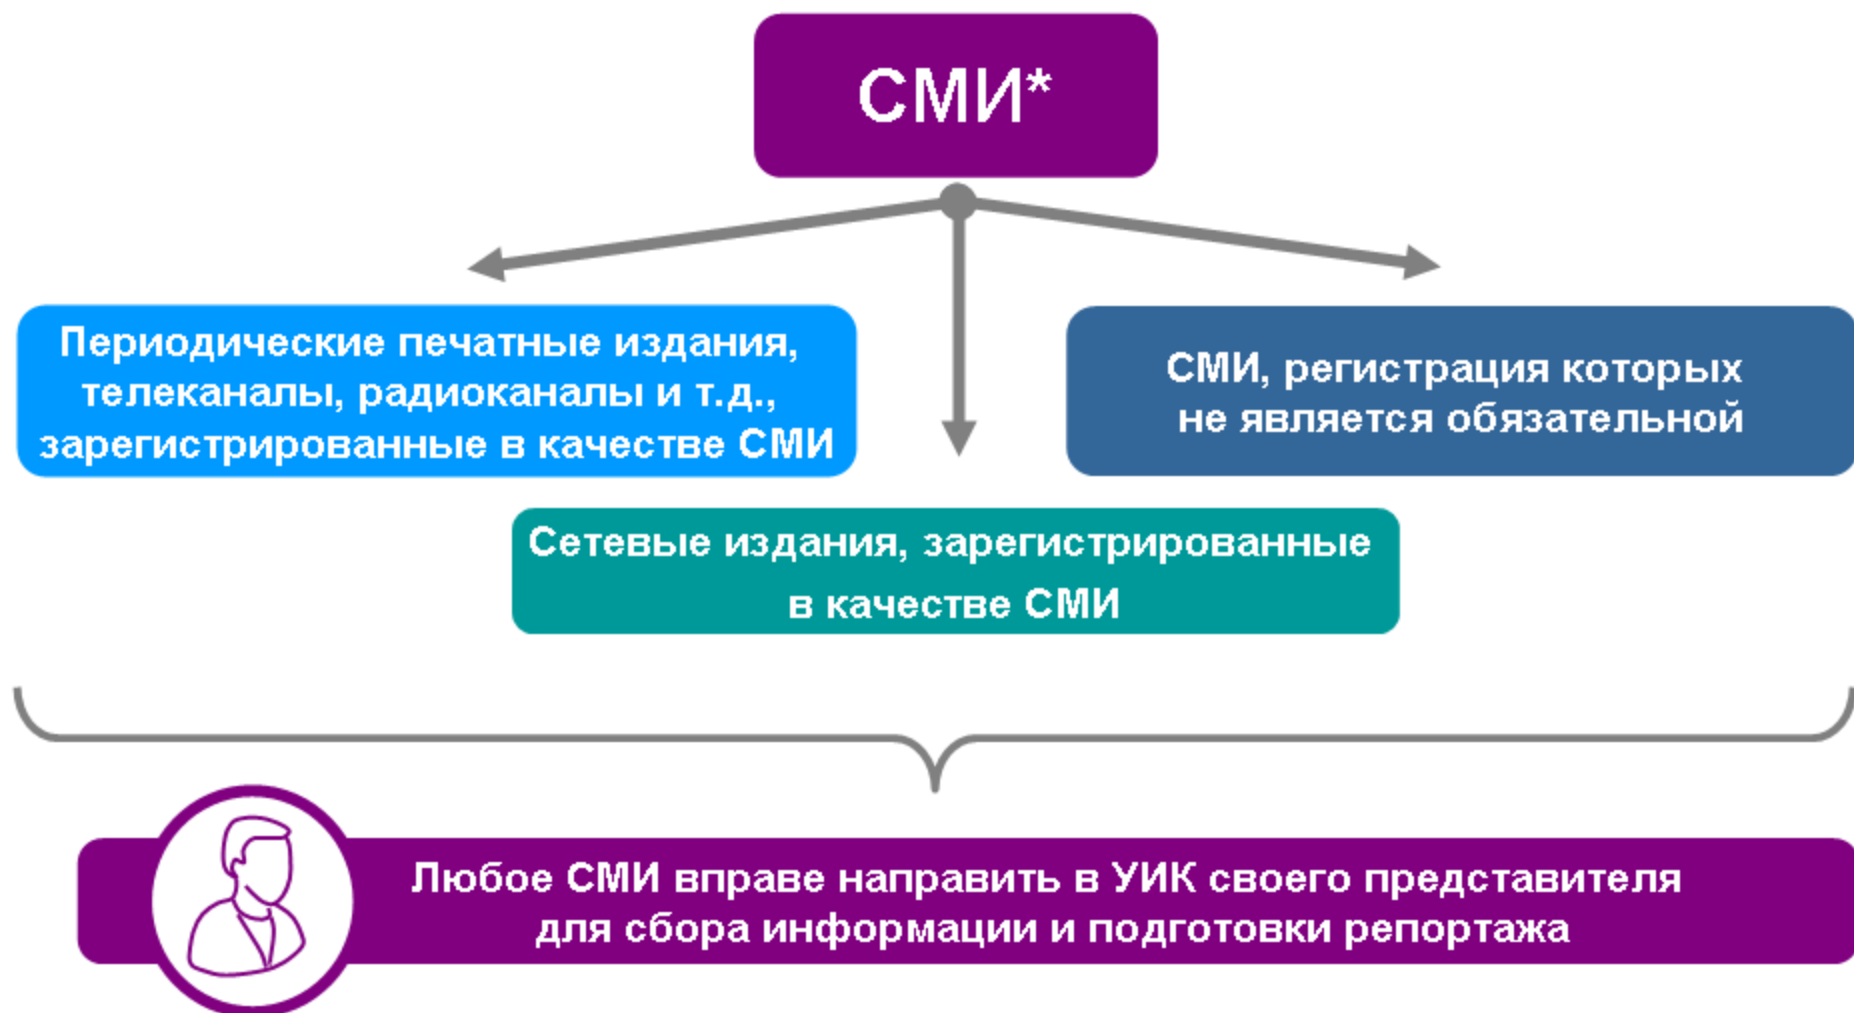 СМИ*
Периодические печатные издания,
телеканалы, радиоканалы и т.д.,
зарегистрированные в качестве СМИ
СМИ, регистрация которых
не является обязательной
Сетевые издания, зарегистрированные
в качестве СМИ
Любое СМИ вправе направить в УИК своего представителя
для сбора информации и подготовки репортажа